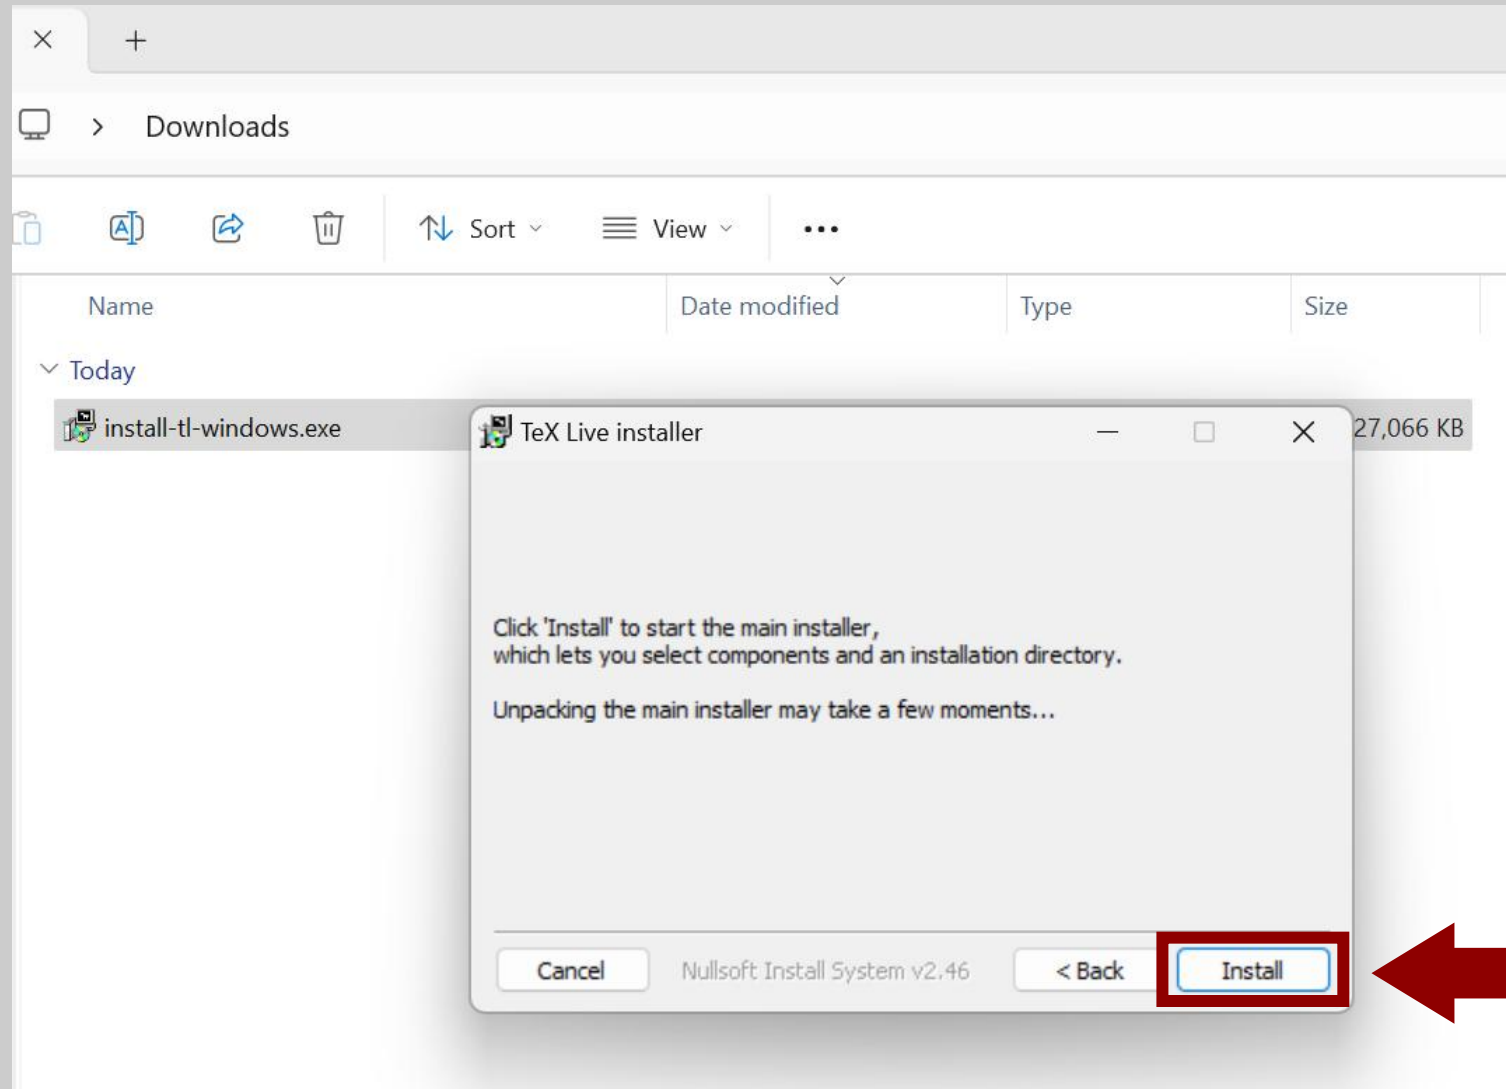 Downloads
Sort
View
Name Date modified Type Size
Today
install-tl-windows.exe 27,066 KB
TeX Live installer
Click 'Install' to start the main installer,
which lets you select components and an installation directory.
Unpacking the main installer may take a few moments...
Cancel Nullsoft Install System v2.46 < Back Install